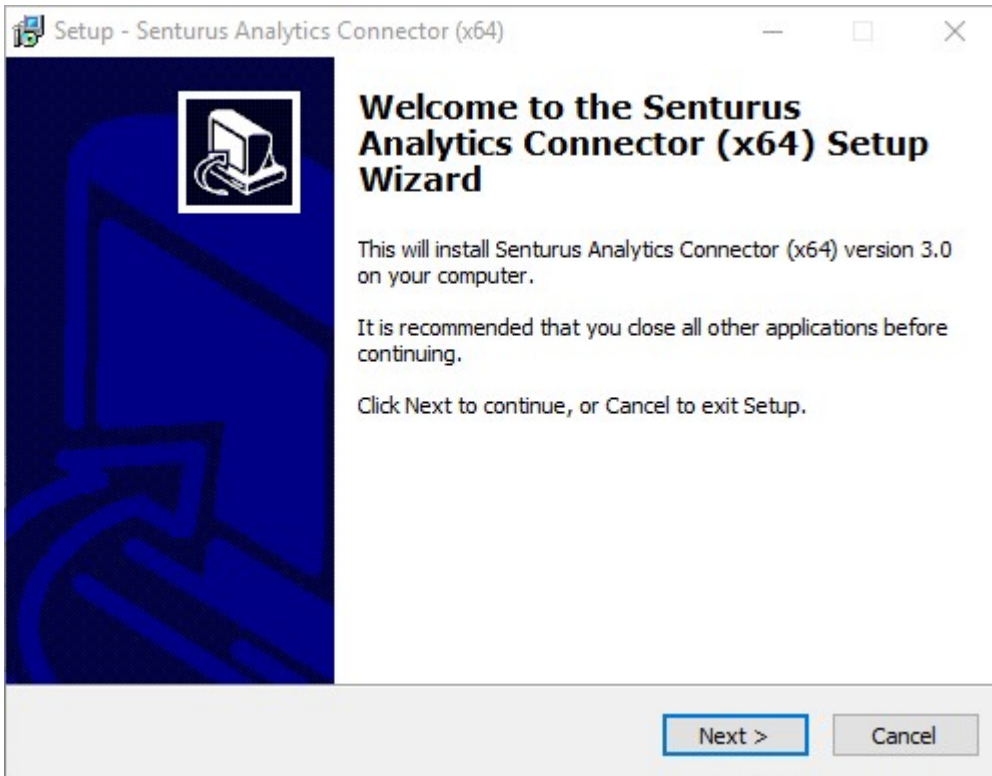 Setup - Senturus Analytics Connector (x64)
Welcome to the Senturus
Analytics Connector (x64) Setup
Wizard
This will install Senturus Analytics Connector (x64) version 3.0
on your computer.
It is recommended that you close all other applications before
continuing.
Click Next to continue, or Cancel to exit Setup.
Next >
Cancel